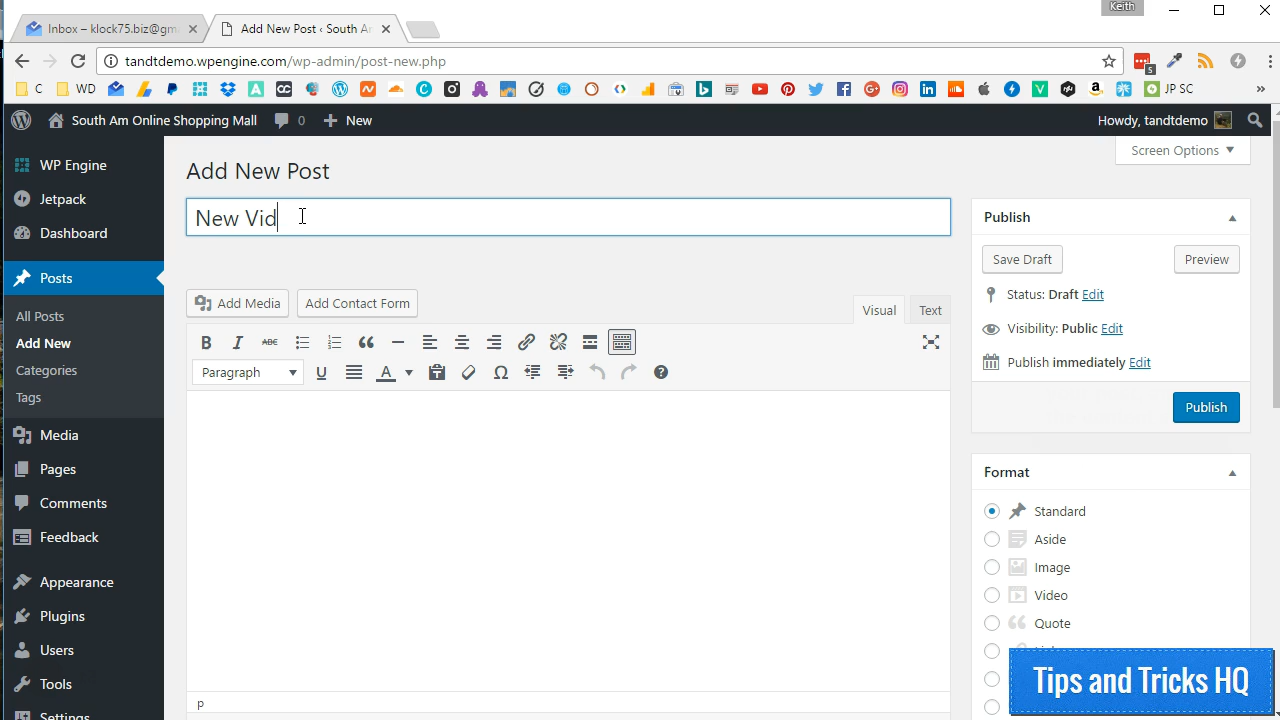 Keith
Inbox – klock75.biz@gm
Add New Post ‹ South Am
tandtdemo.wpengine.com/wp-admin/post-new.php
C
WD
5
JP SC
South Am Online Shopping Mall
0
New
Howdy, tandtdemo
WP Engine
Jetpack
Dashboard
Posts
All Posts
Add New
Categories
Tags
Media
Pages
Comments
Feedback
Appearance
Plugins
Users
Tools
Settings
Screen Options
Add New Post
New Vid
Add Media
Add Contact Form
Visual
Text
ABC
Paragraph
p
Publish
Save Draft
Preview
Status: Draft Edit
Visibility: Public Edit
Publish immediately Edit
Publish
Format
Standard
Aside
Image
Video
Quote
Tips and Tricks HQ